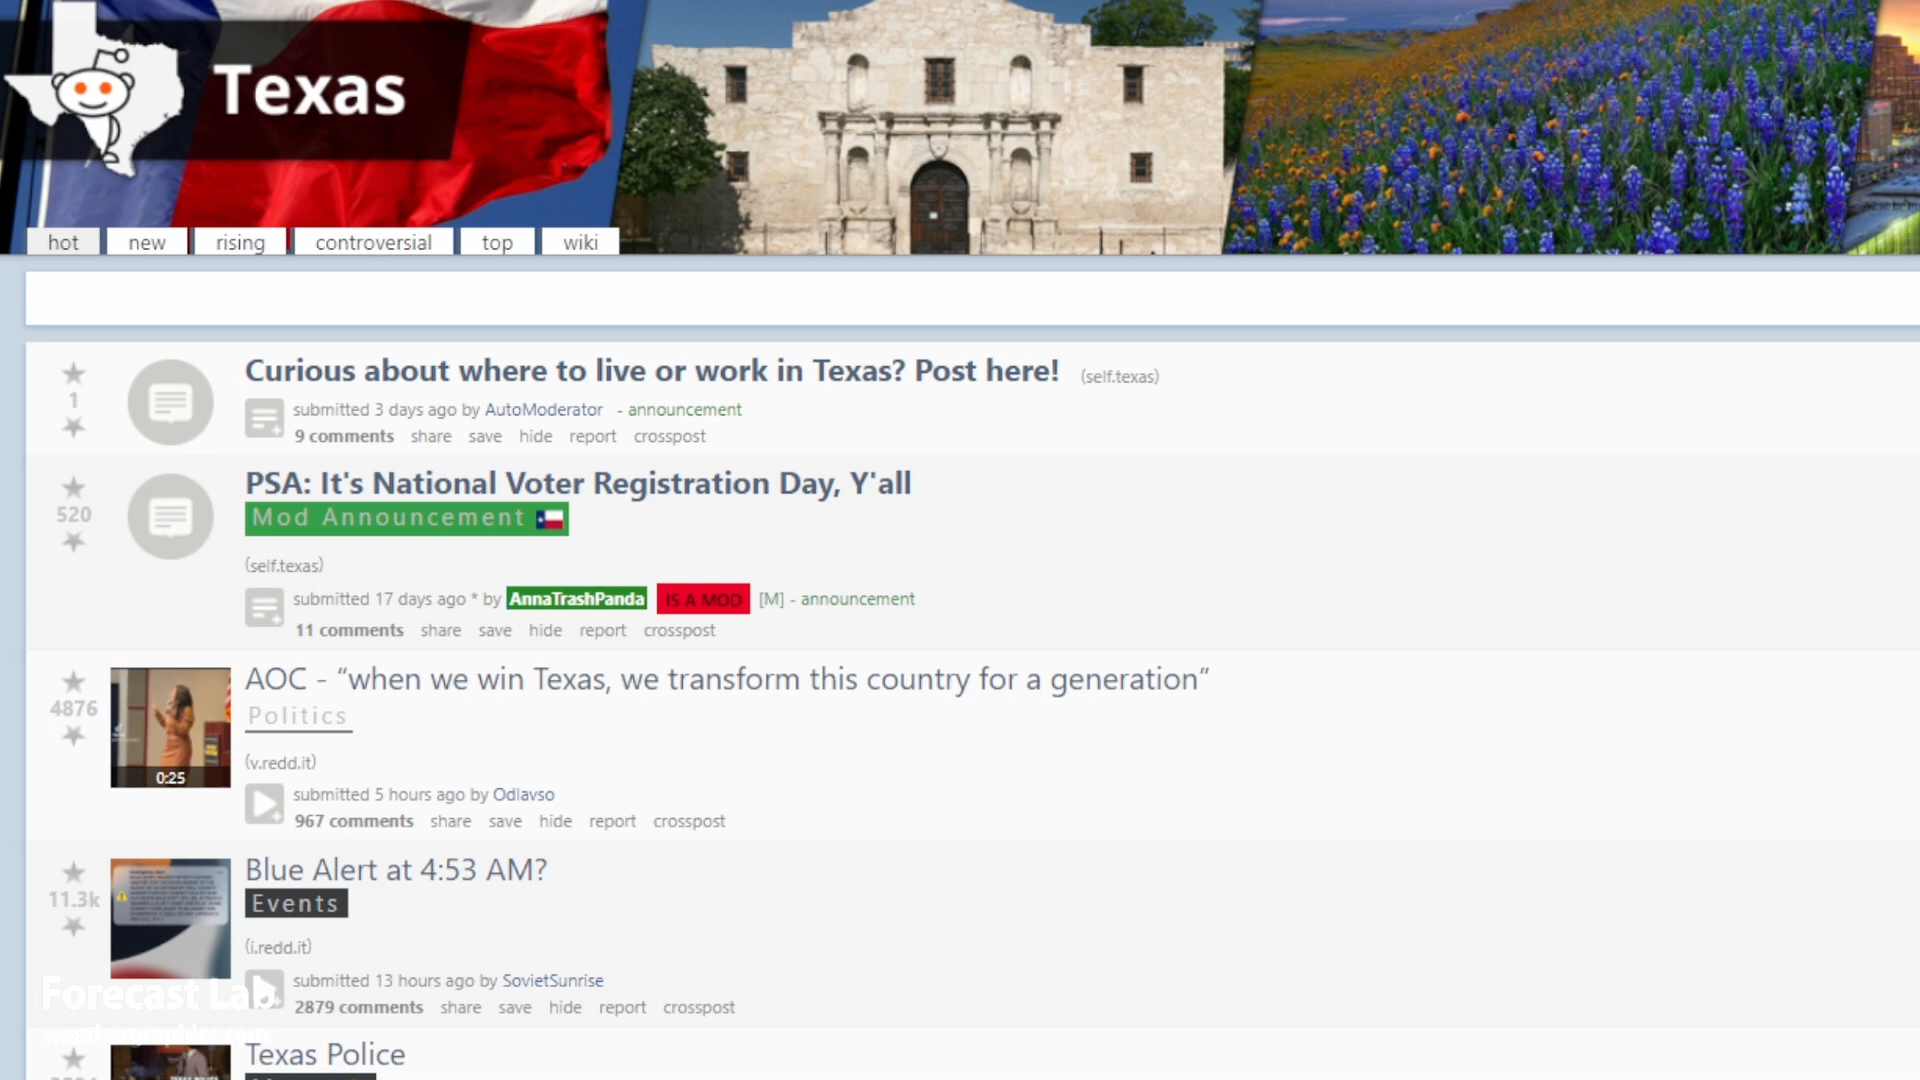 Texas
hot new rising controversial top wiki
Curious about where to live or work in Texas? Post here! (self.texas)
1
submitted 3 days ago by AutoModerator - announcement
9 comments share save hide report crosspost
PSA: It's National Voter Registration Day, Y'all
520
Mod Announcement
(self.texas)
submitted 17 days ago * by AnnaTrashPanda IS A MOD [M] - announcement
11 comments share save hide report crosspost
AOC - “when we win Texas, we transform this country for a generation”
4876
Politics
(v.redd.it)
0:25
submitted 5 hours ago by Odlavso
967 comments share save hide report crosspost
Blue Alert at 4:53 AM?
11.3k
Events
(i.redd.it)
submitted 13 hours ago by SovietSunrise
Forecast Lab
2879 comments share save hide report crosspost
weathergraphics.com
Texas Police